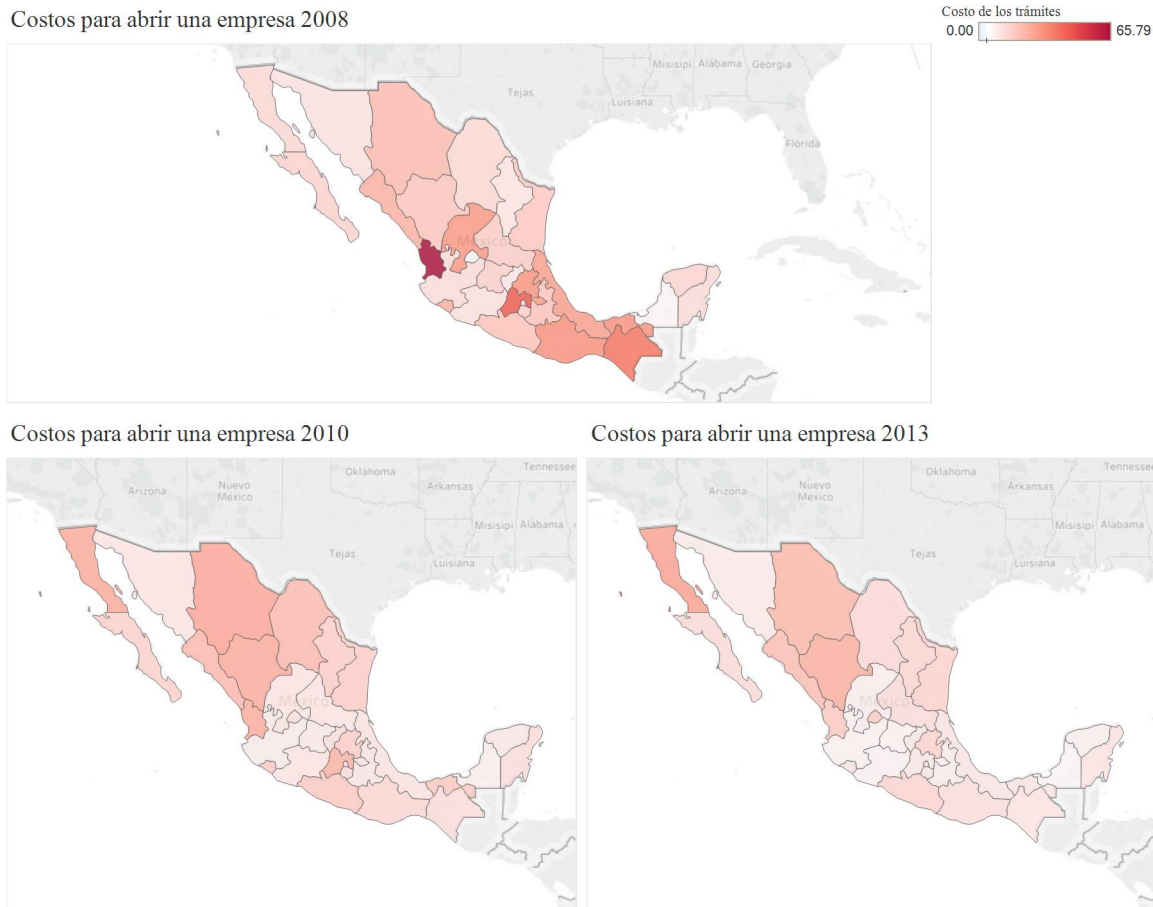 Costos para abrir una empresa 2008
Costo de los trámites
0.00 65.79
Misisipi Alabama Georgia
Tejas
Luisiana
Florida
México
Costos para abrir una empresa 2010
Costos para abrir una empresa 2013
Oklahoma
Tennessee
Arizona
Nuevo
México
Arkansas
Misisipi Alabama
Tejas
Luisiana
México
Oklahoma
Tennesse
Arizona
Nuevo
México
Arkansas
Misisipi Alabama
Tejas
Luisiana
México